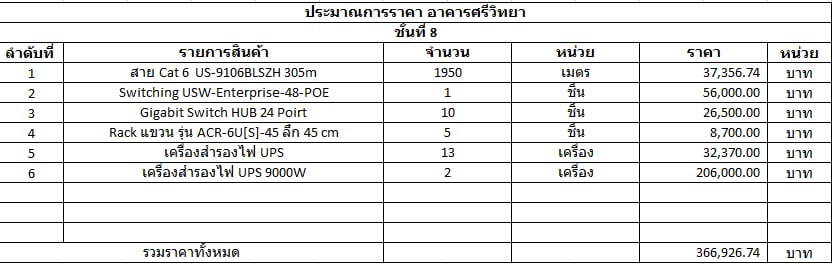 ประมาณการราคา อาคารศรีวิทยา
ชั้นที่ 8
ลำดับที่ รายการสินค้า จำนวน หน่วย ราคา หน่วย
1 สาย Cat 6 US-9106BLSZH 305m 1950 เมตร 37,356.74 บาท
2 Switching USW-Enterprise-48-POE 1 ชิ้น 56,000.00 บาท
3 Gigabit Switch HUB 24 Poirt 10 ชิ้น 26,500.00 บาท
4 Rack แขวน รุ่น ACR-6U[S]-45 ลึก 45 cm 5 ชิ้น 8,700.00 บาท
5 เครื่องสำรองไฟ UPS 13 เครื่อง 32,370.00 บาท
6 เครื่องสำรองไฟ UPS 9000W 2 เครื่อง 206,000.00 บาท
รวมราคาทั้งหมด 366,926.74 บาท